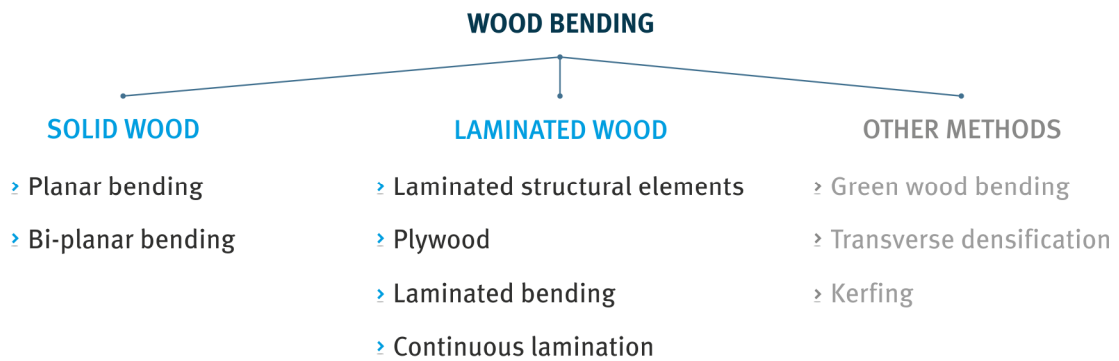 WOOD BENDING
SOLID WOOD
Planar bending
Bi-planar bending
LAMINATED WOOD
Laminated structural elements
Plywood
Laminated bending
Continuous lamination
OTHER METHODS
Green wood bending
Transverse densification
Kerfing